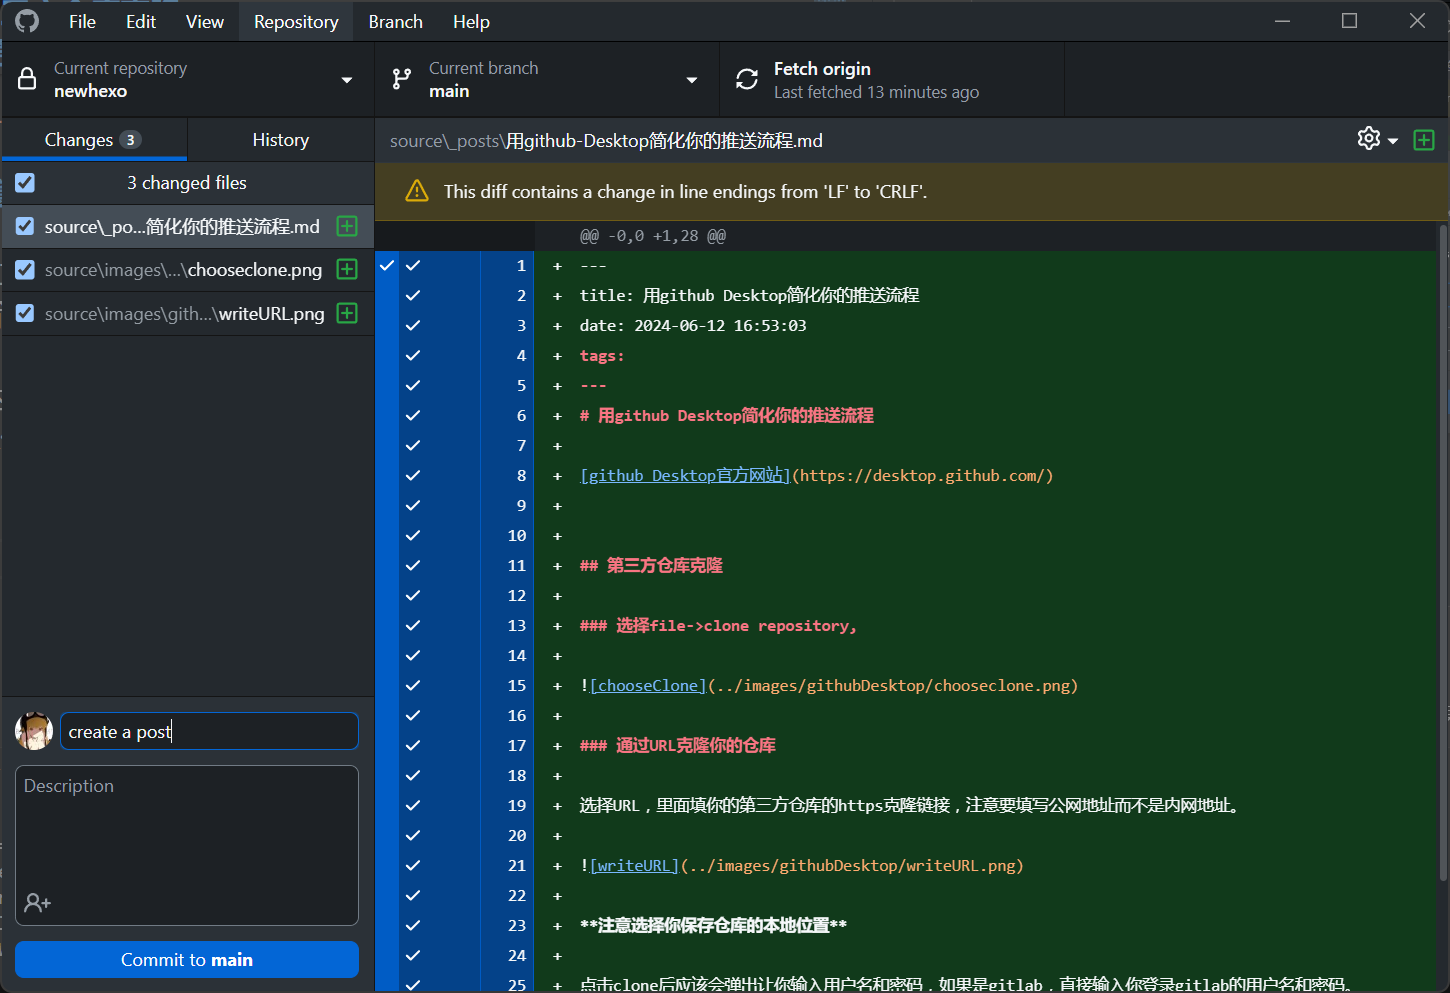 File Edit View Repository Branch Help
Current repository
newhexo
Current branch
main
Fetch origin
Last fetched 13 minutes ago
Changes 3
History
source\_posts\用github-Desktop简化你的推送流程.md
3 changed files
This diff contains a change in line endings from 'LF' to 'CRLF'.
source\_po...简化你的推送流程.md
source\images\...\chooseclone.png
source\images\gith...\writeURL.png
@@ -0,0 +1,28 @@
1 + ---
2 + title: 用github Desktop简化你的推送流程
3 + date: 2024-06-12 16:53:03
4 + tags:
5 + ---
6 + # 用github Desktop简化你的推送流程
7 +
8 + [github Desktop官方网站](https://desktop.github.com/)
9 +
10 +
11 + ## 第三方仓库克隆
12 +
13 + ### 选择file->clone repository,
14 +
15 + ![chooseClone](../images/githubDesktop/chooseclone.png)
16 +
17 + ### 通过URL克隆你的仓库
18 +
19 + 选择URL，里面填你的第三方仓库的https克隆链接，注意要填写公网地址而不是内网地址。
20 +
21 + ![writeURL](../images/githubDesktop/writeURL.png)
22 +
23 + **注意选择你保存仓库的本地位置**
24 +
25 + 点击clone后应该会弹出让你输入用户名和密码，如果是gitlab，直接输入你登录gitlab的用户名和密码。
create a post
Description
Commit to main